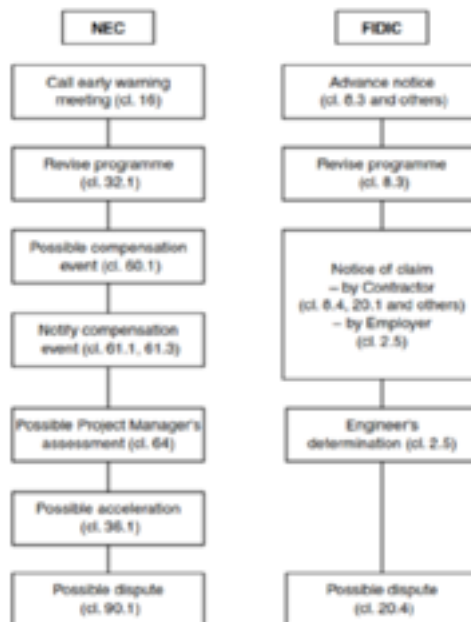 NEC
Call early warning
meeting (cl. 16)
Revise programme
(cl. 32.1)
Possible compensation
event (cl. 60.1)
Notify compensation
event (cl. 61.1, 61.3)
Possible Project Manager's
assessment (cl. 64)
Possible acceleration
(cl. 36.1)
Possible dispute
(cl. 90.1)
FIDIC
Advance notice
(cl. 8.3 and others)
Revise programme
(cl. 8.3)
Notice of claim
– by Contractor
(cl. 8.4, 20.1 and others)
– by Employer
(cl. 2.5)
Engineer's
determination (cl. 2.5)
Possible dispute
(cl. 20.4)